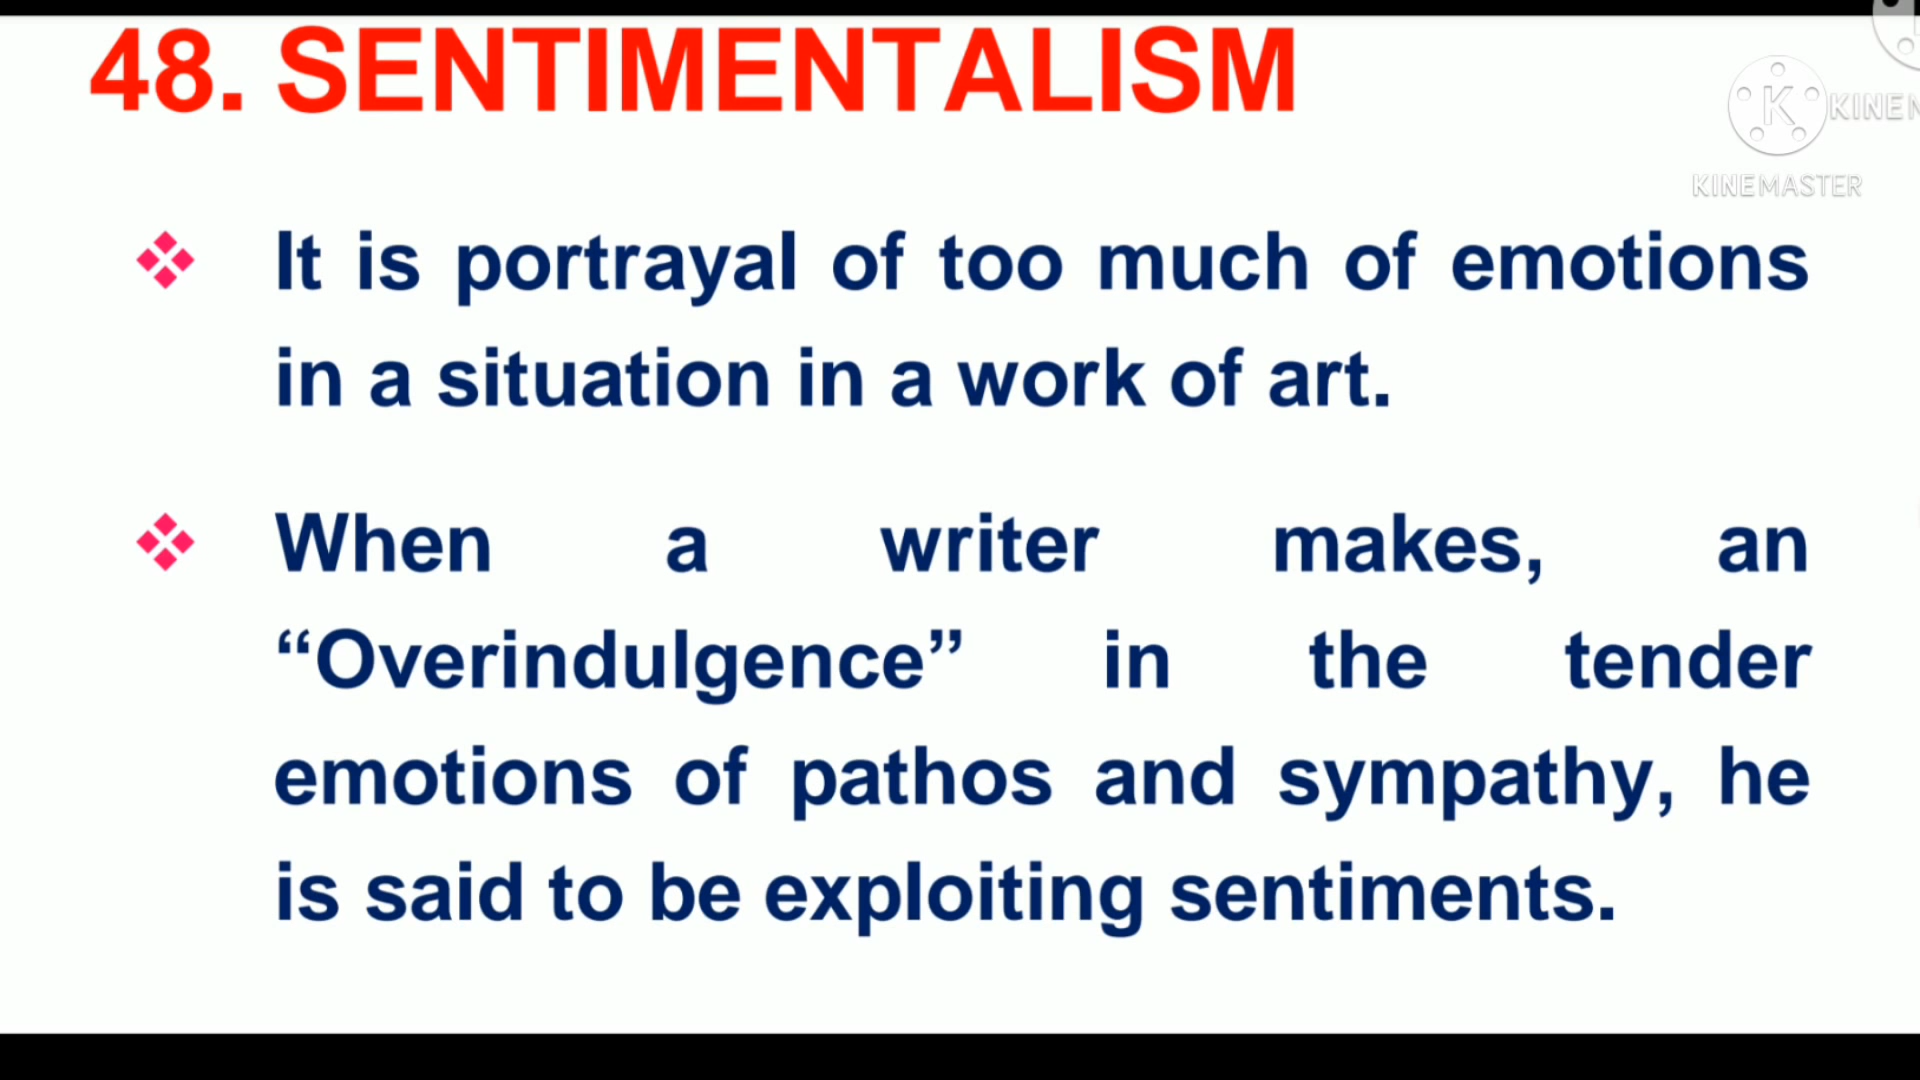 48. SENTIMENTALISM
K KINEM
KINEMASTER
It is portrayal of too much of emotions
in a situation in a work of art.
When a writer makes, an
“Overindulgence” in the tender
emotions of pathos and sympathy, he
is said to be exploiting sentiments.